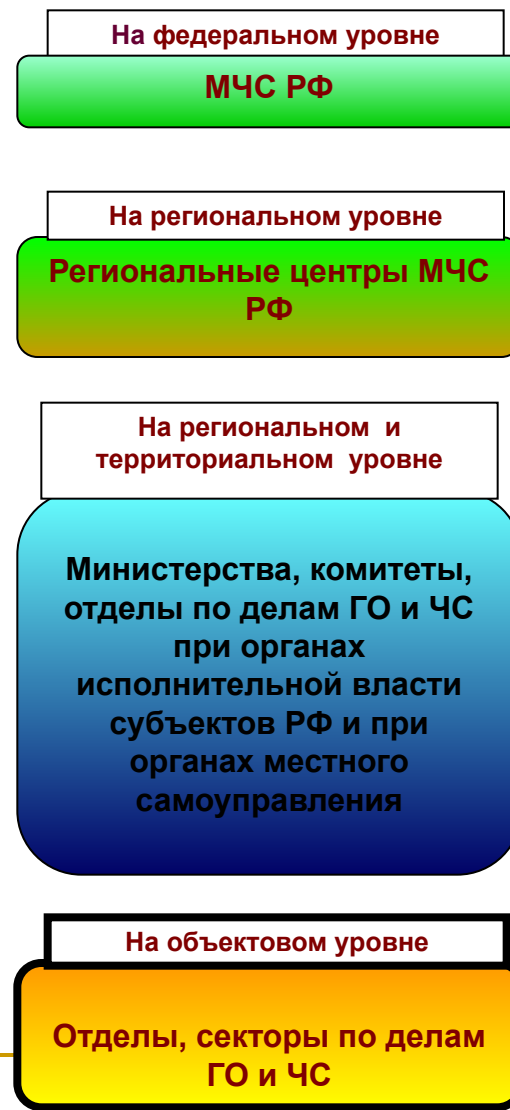 На федеральном уровне
МЧС РФ
На региональном уровне
Региональные центры МЧС
РФ
На региональном и
территориальном уровне
Министерства, комитеты,
отделы по делам ГО и ЧС
при органах
исполнительной власти
субъектов РФ и при
органах местного
самоуправления
На объектовом уровне
Отделы, секторы по делам
ГО и ЧС